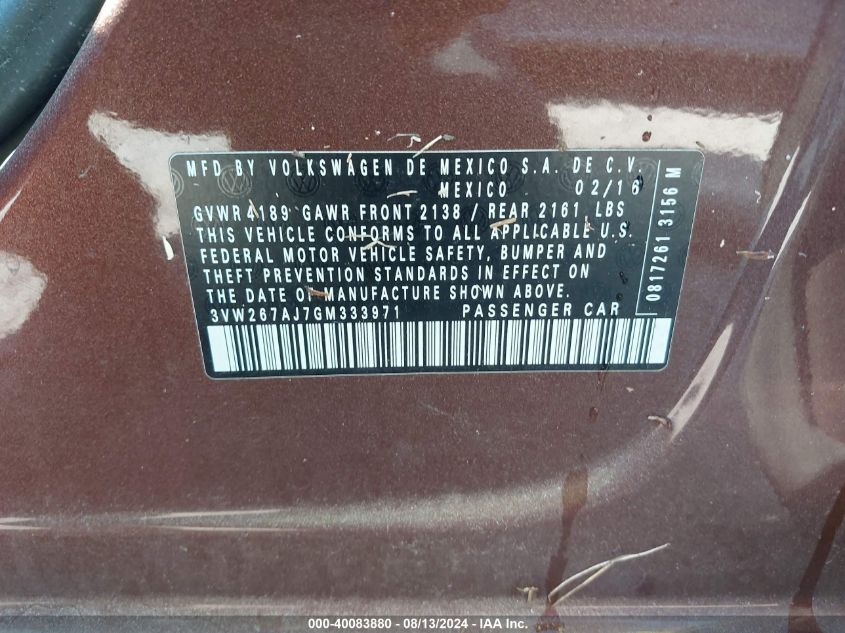 MFD BY VOLKSWAGEN DE MEXICO S.A. DE C.V.
MEXICO 02/16
GVWR 4189 GAWR FRONT 2138 / REAR 2161 LBS
THIS VEHICLE CONFORMS TO ALL APPLICABLE U.S.
FEDERAL MOTOR VEHICLE SAFETY, BUMPER AND
THEFT PREVENTION STANDARDS IN EFFECT ON
THE DATE OF MANUFACTURE SHOWN ABOVE.
3VW267AJ7GM333971 PASSENGER CAR
0817261 3156 M
000-40083880 - 08/13/2024 - IAA Inc.